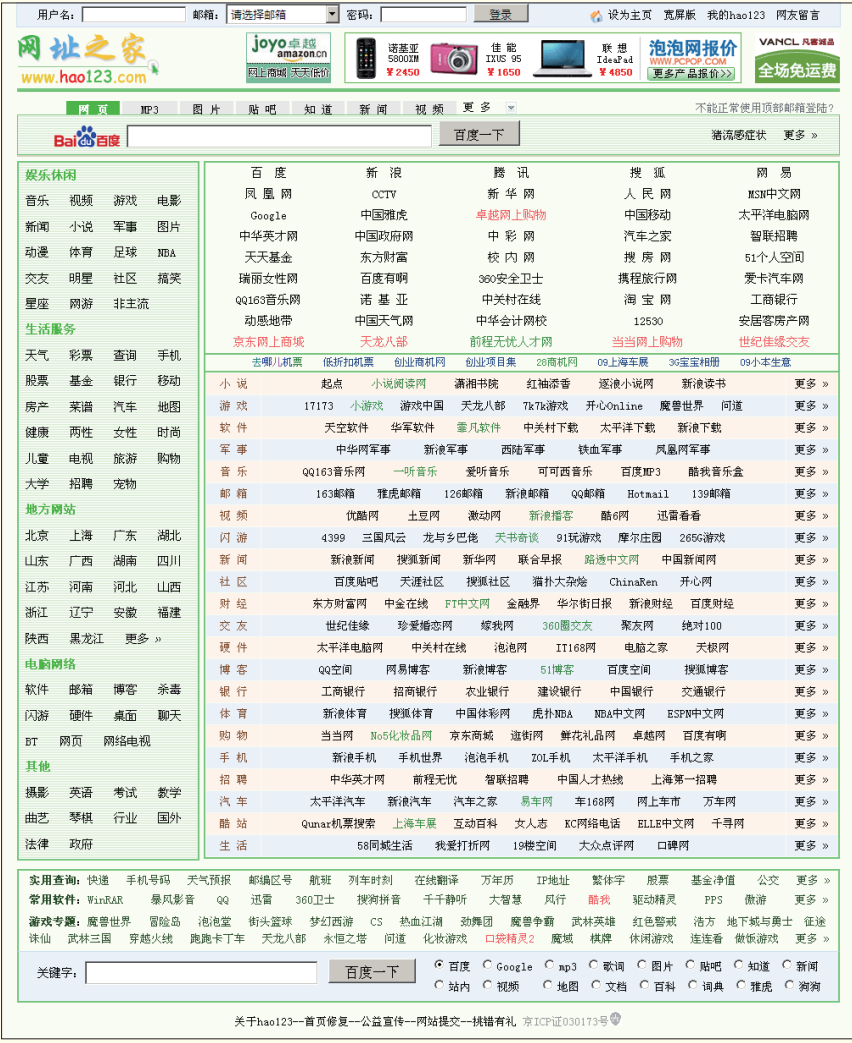 用户名: 邮箱: 请选择邮箱 密码: 登录 设为主页 宽屏版 我的hao123 网友留言
网址之家 www.hao123.com
joyo卓越 amazon.cn 网上商城 天天低价
诺基亚 5800XM ¥2450
佳能 IXUS 95 ¥1650
联想 IdeaPad ¥4850
泡泡网报价 WWW.PCPOP.COM 更多产品报价>>
VANCL 凡客诚品 全场免运费
网页 MP3 图片 贴吧 知道 新闻 视频 更多 不能正常使用顶部邮箱登陆?
Bai百度 百度一下 猪流感症状 更多 »
娱乐休闲
音乐 视频 游戏 电影
新闻 小说 军事 图片
动漫 体育 足球 NBA
交友 明星 社区 搞笑
星座 网游 非主流
生活服务
天气 彩票 查询 手机
股票 基金 银行 移动
房产 菜谱 汽车 地图
健康 两性 女性 时尚
儿童 电视 旅游 购物
大学 招聘 宠物
地方网站
北京 上海 广东 湖北
山东 广西 湖南 四川
江苏 河南 河北 山西
浙江 辽宁 安徽 福建
陕西 黑龙江 更多 »
电脑网络
软件 邮箱 博客 杀毒
闪游 硬件 桌面 聊天
BT 网页 网络电视
其他
摄影 英语 考试 教学
曲艺 琴棋 行业 国外
法律 政府
百度 新浪 腾讯 搜狐 网易
凤凰网 CCTV 新华网 人民网 MSN中文网
Google 中国雅虎 卓越网上购物 中国移动 太平洋电脑网
中华英才网 中国政府网 中彩网 汽车之家 智联招聘
天天基金 东方财富 校内网 搜房网 51个人空间
瑞丽女性网 百度有啊 360安全卫士 携程旅行网 爱卡汽车网
QQ163音乐网 诺基亚 中关村在线 淘宝网 工商银行
动感地带 中国天气网 中华会计网校 12530 安居客房产网
京东网上商城 天龙八部 前程无忧人才网 当当网上购物 世纪佳缘交友
去哪儿机票 低折扣机票 创业商机网 创业项目集 28商机网 09上海车展 3G宝宝相册 09小本生意
小说 起点 小说阅读网 潇湘书院 红袖添香 逐浪小说网 新浪读书 更多 »
游戏 17173 小游戏 游戏中国 天龙八部 7k7k游戏 开心Online 魔兽世界 问道 更多 »
软件 天空软件 华军软件 霏凡软件 中关村下载 太平洋下载 新浪下载 更多 »
军事 中华网军事 新浪军事 西陆军事 铁血军事 凤凰网军事 更多 »
音乐 QQ163音乐网 一听音乐 爱听音乐 可可西音乐 百度MP3 酷我音乐盒 更多 »
邮箱 163邮箱 雅虎邮箱 126邮箱 新浪邮箱 QQ邮箱 Hotmail 139邮箱 更多 »
视频 优酷网 土豆网 激动网 新浪播客 酷6网 迅雷看看 更多 »
闪游 4399 三国风云 龙与乡巴佬 天书奇谈 91玩游戏 摩尔庄园 265G游戏 更多 »
新闻 新浪新闻 搜狐新闻 新华网 联合早报 路透中文网 中国新闻网 更多 »
社区 百度贴吧 天涯社区 搜狐社区 猫扑大杂烩 ChinaRen 开心网 更多 »
财经 东方财富网 中金在线 FT中文网 金融界 华尔街日报 新浪财经 百度财经 更多 »
交友 世纪佳缘 珍爱婚恋网 嫁我网 360圈交友 聚友网 绝对100 更多 »
硬件 太平洋电脑网 中关村在线 泡泡网 IT168网 电脑之家 天极网 更多 »
博客 QQ空间 网易博客 新浪博客 51博客 百度空间 搜狐博客 更多 »
银行 工商银行 招商银行 农业银行 建设银行 中国银行 交通银行 更多 »
体育 新浪体育 搜狐体育 中国体彩网 虎扑NBA NBA中文网 ESPN中文网 更多 »
购物 当当网 No5化妆品网 京东商城 逛街网 鲜花礼品网 卓越网 百度有啊 更多 »
手机 新浪手机 手机世界 泡泡手机 ZOL手机 太平洋手机 手机之家 更多 »
招聘 中华英才网 前程无忧 智联招聘 中国人才热线 上海第一招聘 更多 »
汽车 太平洋汽车 新浪汽车 汽车之家 易车网 车168网 网上车市 万车网 更多 »
酷站 Qunar机票搜索 上海车展 互动百科 女人志 KC网络电话 ELLE中文网 千寻网 更多 »
生活 58同城生活 我爱打折网 19楼空间 大众点评网 口碑网 更多 »
实用查询: 快递 手机号码 天气预报 邮编区号 航班 列车时刻 在线翻译 万年历 IP地址 繁体字 股票 基金净值 公交 更多 »
常用软件: WinRAR 暴风影音 QQ 迅雷 360卫士 搜狗拼音 千千静听 大智慧 风行 酷我 驱动精灵 PPS 傲游 更多 »
游戏专题: 魔兽世界 冒险岛 泡泡堂 街头篮球 梦幻西游 CS 热血江湖 劲舞团 魔兽争霸 武林英雄 红色警戒 浩方 地下城与勇士 征途
诛仙 武林三国 穿越火线 跑跑卡丁车 天龙八部 永恒之塔 问道 化妆游戏 口袋精灵2 魔域 棋牌 休闲游戏 连连看 做饭游戏 更多 »
关键字: 百度一下 百度 Google mp3 歌词 图片 贴吧 知道 新闻
站内 视频 地图 文档 百科 词典 雅虎 狗狗
关于hao123--首页修复--公益宣传--网站提交--挑错有礼 京ICP证030173号